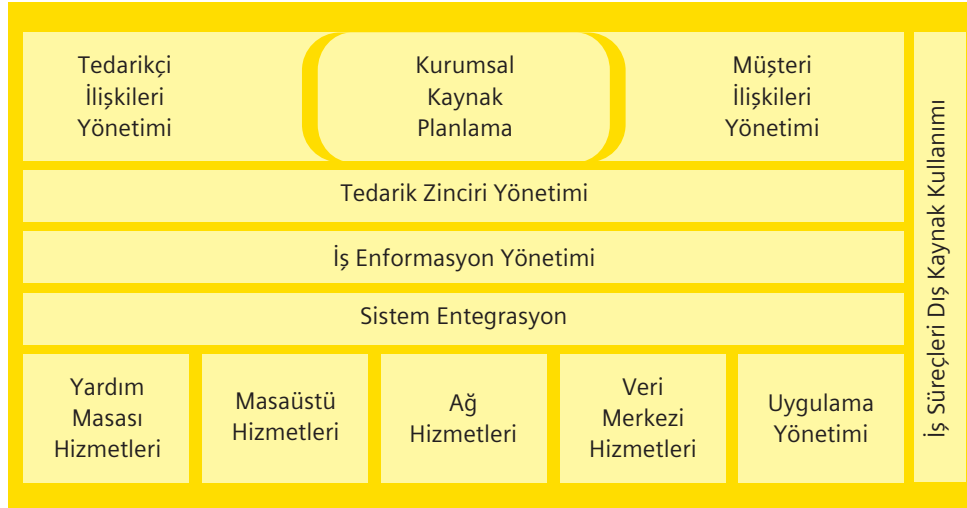 Tedarikçi
İlişkileri
Yönetimi
Kurumsal
Kaynak
Planlama
Müşteri
İlişkileri
Yönetimi
Tedarik Zinciri Yönetimi
İş Enformasyon Yönetimi
Sistem Entegrasyon
Yardım
Masası
Hizmetleri
Masaüstü
Hizmetleri
Ağ
Hizmetleri
Veri
Merkezi
Hizmetleri
Uygulama
Yönetimi
İş Süreçleri Dış Kaynak Kullanımı